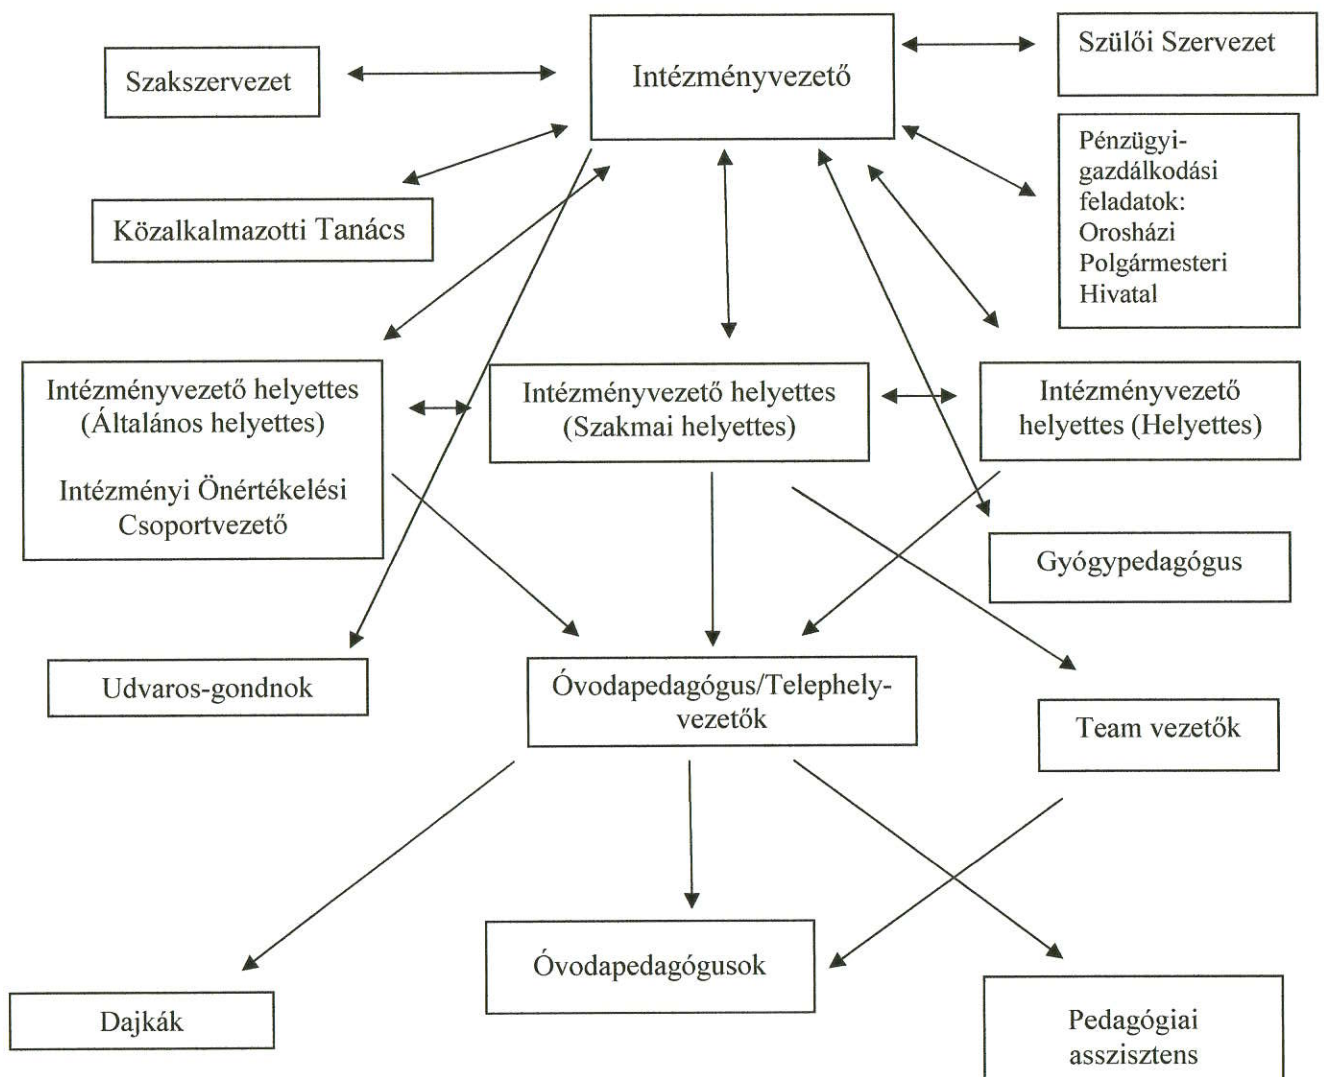 Szülői Szervezet
Intézményvezető
Szakszervezet
Pénzügyi-
gazdálkodási
feladatok:
Orosházi
Polgármesteri
Hivatal
Közalkalmazotti Tanács
Intézményvezető helyettes
(Általános helyettes)
Intézményi Önértékelési
Csoportvezető
Intézményvezető helyettes
(Szakmai helyettes)
Intézményvezető
helyettes (Helyettes)
Gyógypedagógus
Udvaros-gondnok
Óvodapedagógus/Telephely-
vezetők
Team vezetők
Óvodapedagógusok
Dajkák
Pedagógiai
asszisztens